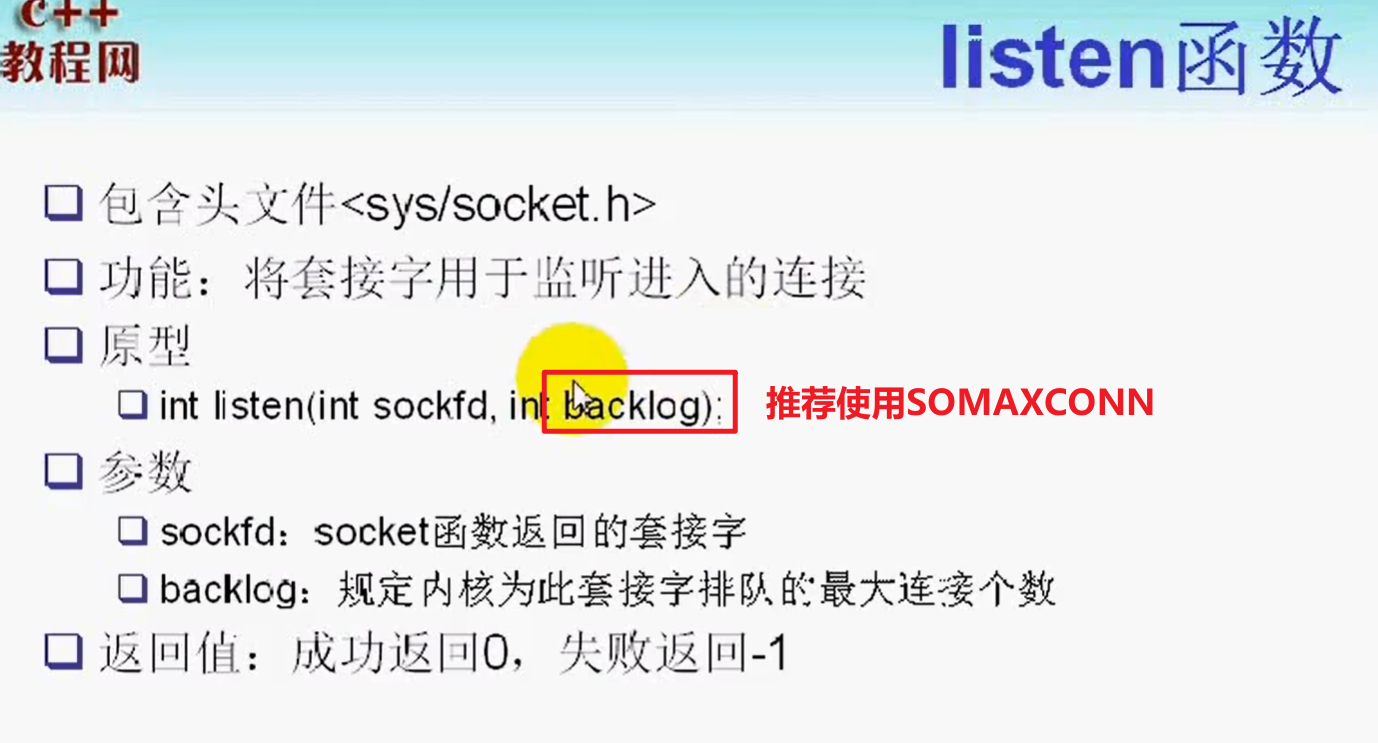 c++
教程网
listen函数
包含头文件<sys/socket.h>
功能：将套接字用于监听进入的连接
原型
int listen(int sockfd, int backlog);
推荐使用SOMAXCONN
参数
sockfd：socket函数返回的套接字
backlog：规定内核为此套接字排队的最大连接个数
返回值：成功返回0，失败返回-1